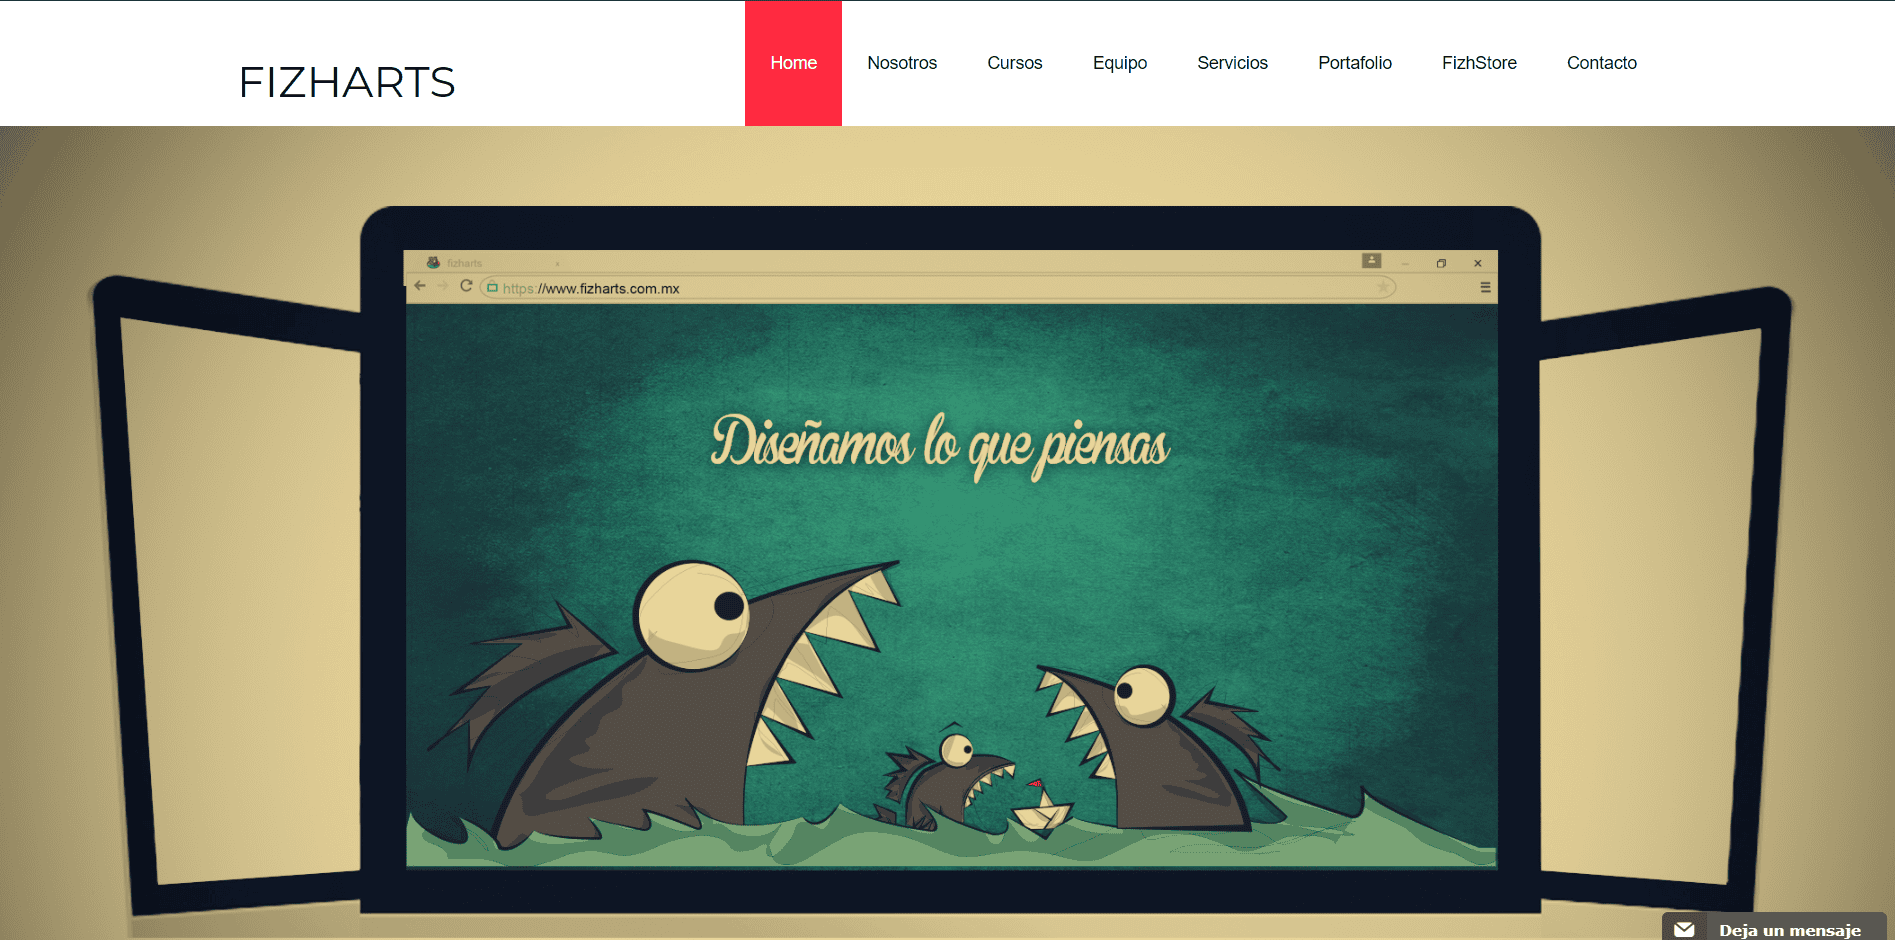 FIZHARTS
Home Nosotros Cursos Equipo Servicios Portafolio FizhStore Contacto
fizharts
https://www.fizharts.com.mx
Diseñamos lo que piensas
Deja un mensaje